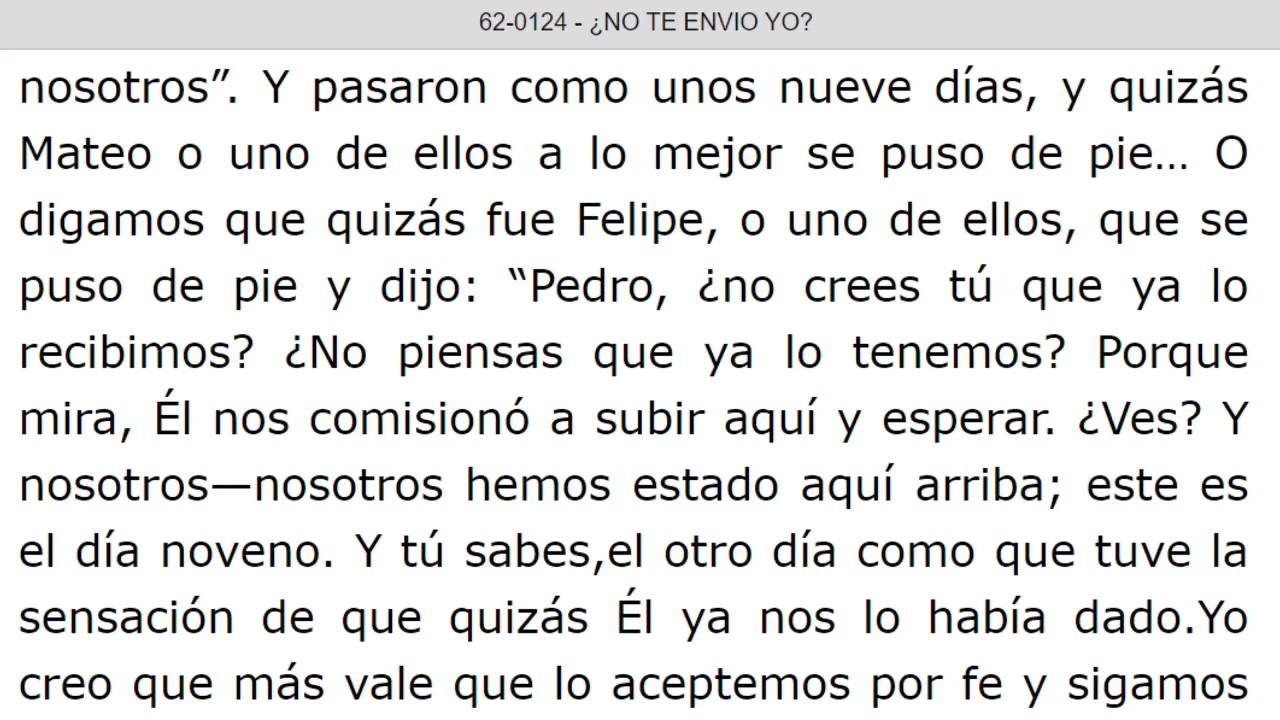 62-0124 - ¿NO TE ENVIO YO?
nosotros”. Y pasaron como unos nueve días, y quizás
Mateo o uno de ellos a lo mejor se puso de pie… O
digamos que quizás fue Felipe, o uno de ellos, que se
puso de pie y dijo: “Pedro, ¿no crees tú que ya lo
recibimos? ¿No piensas que ya lo tenemos? Porque
mira, Él nos comisionó a subir aquí y esperar. ¿Ves? Y
nosotros—nosotros hemos estado aquí arriba; este es
el día noveno. Y tú sabes,el otro día como que tuve la
sensación de que quizás Él ya nos lo había dado.Yo
creo que más vale que lo aceptemos por fe y sigamos